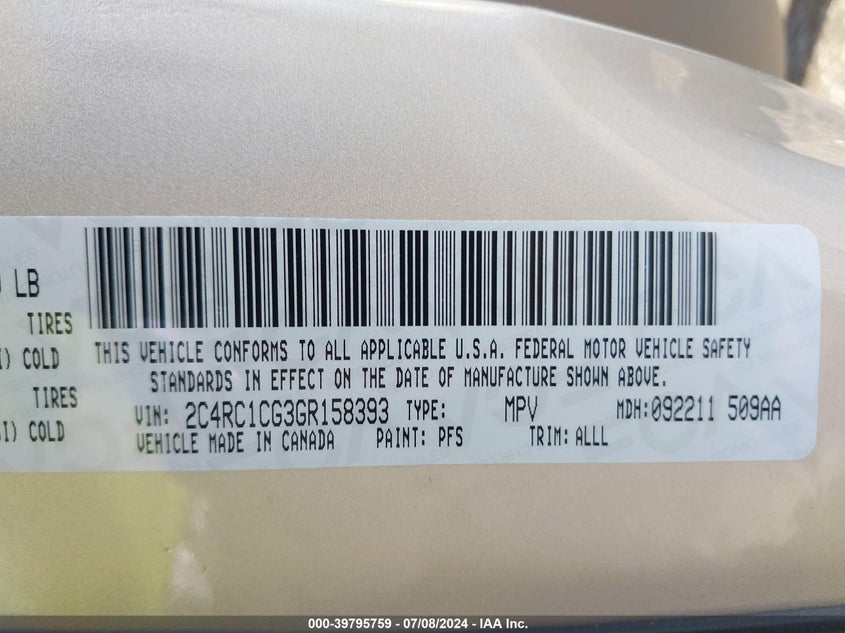 LB
TIRES
COLD
TIRES
COLD
THIS VEHICLE CONFORMS TO ALL APPLICABLE U.S.A. FEDERAL MOTOR VEHICLE SAFETY
STANDARDS IN EFFECT ON THE DATE OF MANUFACTURE SHOWN ABOVE.
VIN: 2C4RC1CG3GR158393 TYPE: MPV MDH:092211 509AA
VEHICLE MADE IN CANADA PAINT: PFS TRIM: ALLL
000-39795759 - 07/08/2024 - IAA Inc.